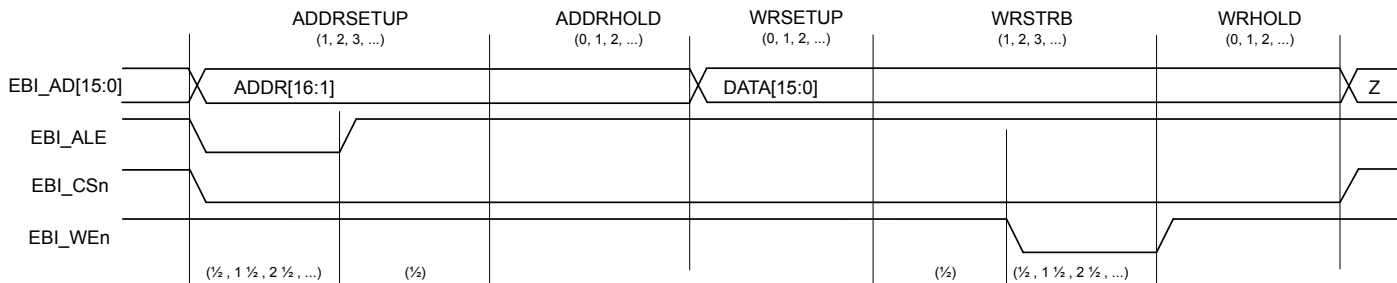 ADDRSETUP ADDRHOLD WRSETUP WRSTRB WRHOLD
(1, 2, 3, ...) (0, 1, 2, ...) (0, 1, 2, ...) (1, 2, 3, ...) (0, 1, 2, ...)
EBI_AD[15:0] ADDR[16:1] DATA[15:0] Z
EBI_ALE
EBI_CSn
EBI_WEn
(½ , 1 ½ , 2 ½ , ...) (½) (½) (½ , 1 ½ , 2 ½ , ...)